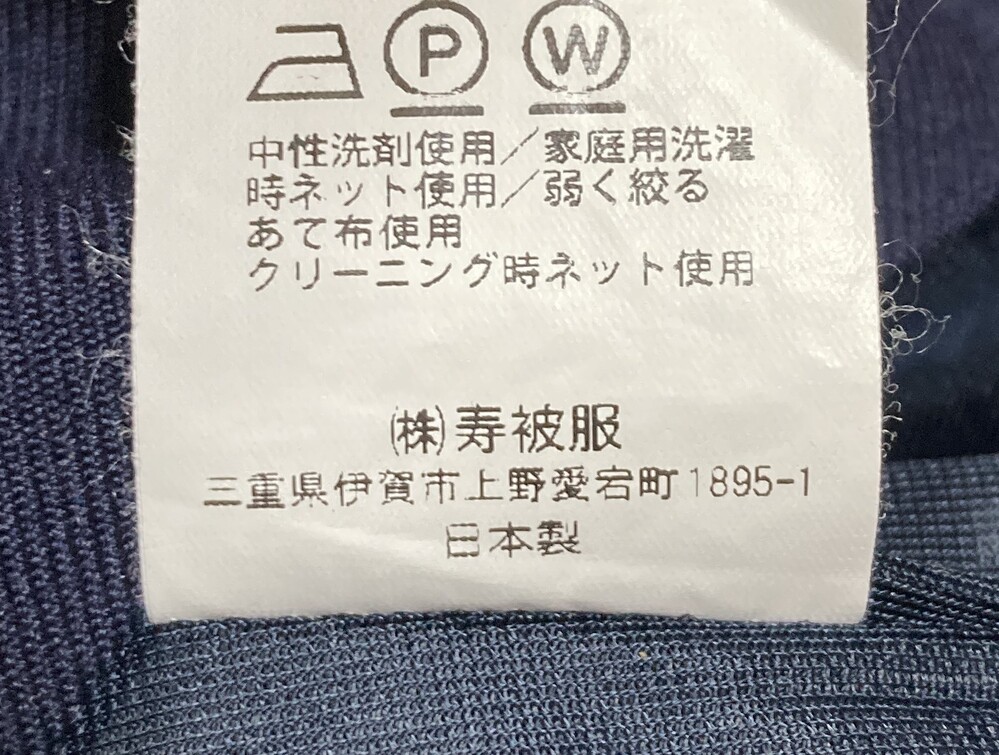 P W
中性洗剤使用／家庭用洗濯
時ネット使用／弱く絞る
あて布使用
クリーニング時ネット使用
㈱寿被服
三重県伊賀市上野愛宕町1895-1
日本製